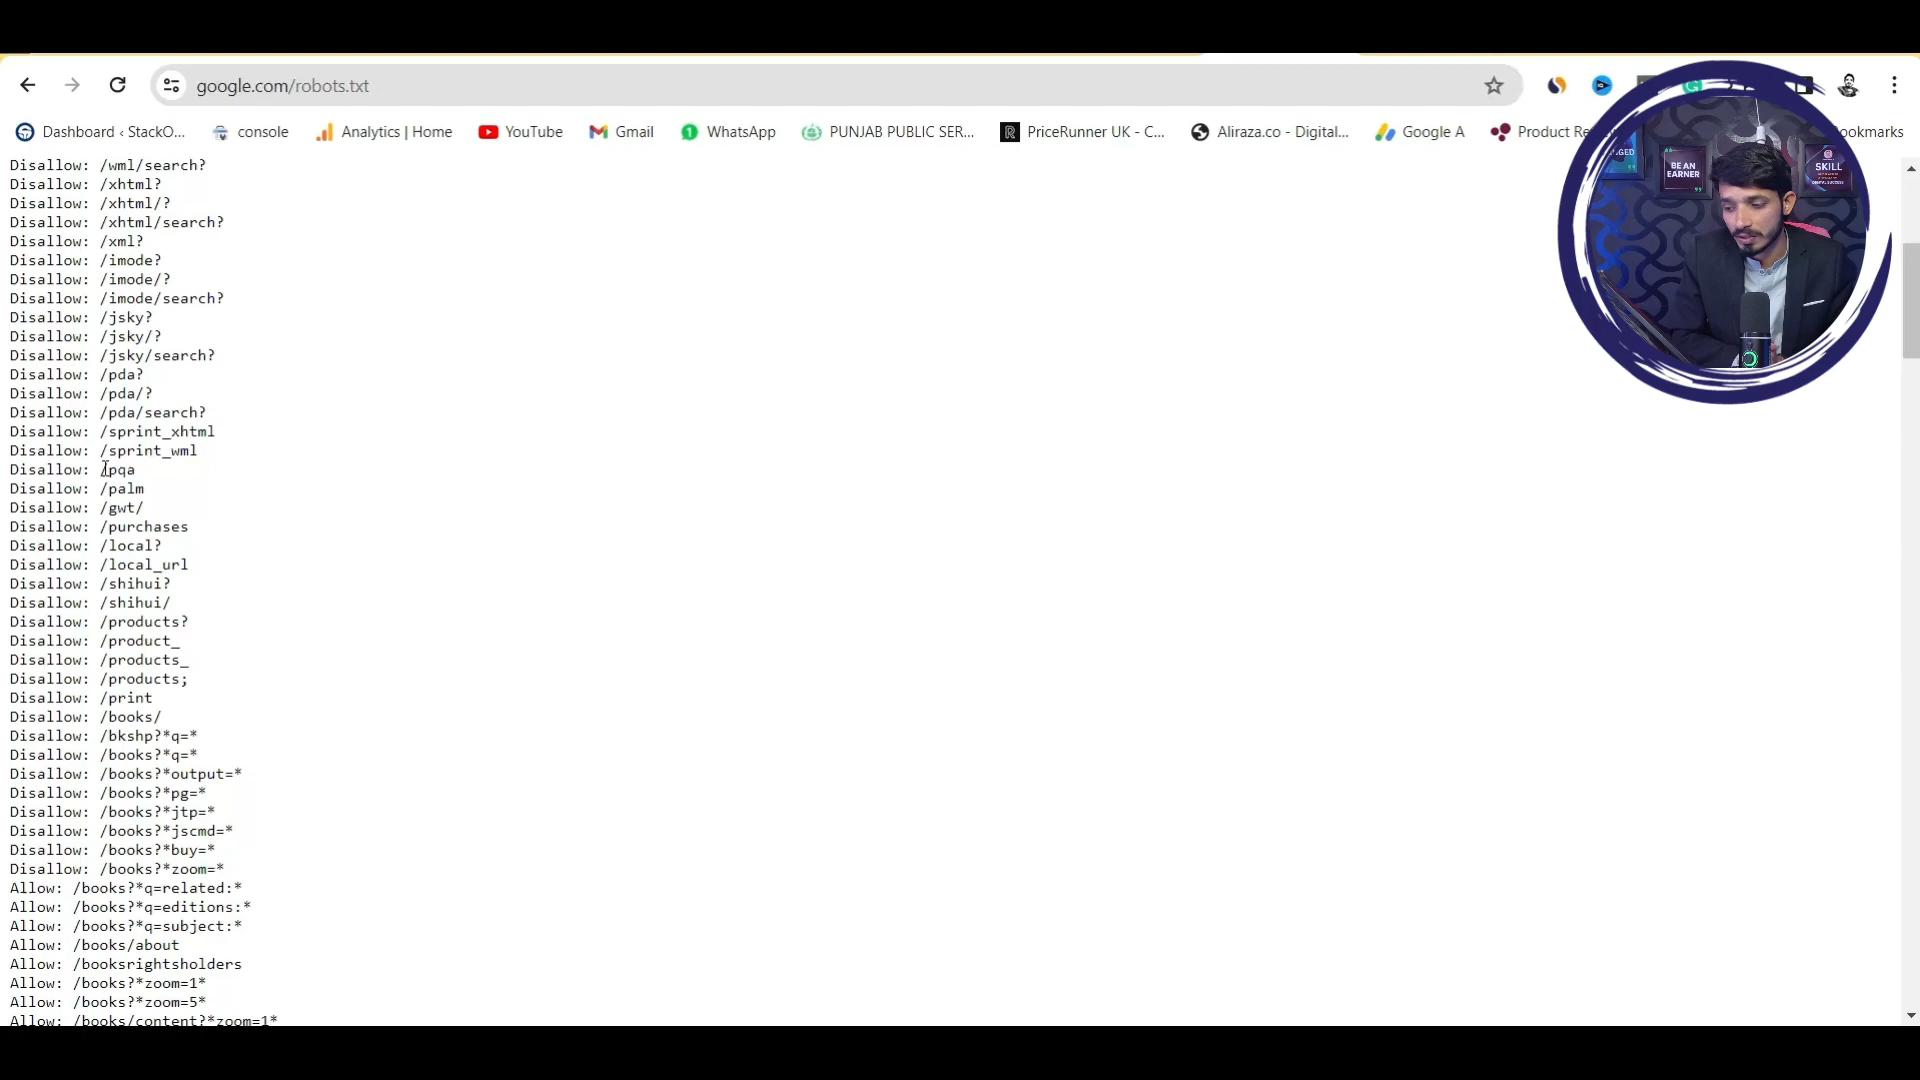 google.com/robots.txt
Dashboard ‹ StackO... console Analytics | Home YouTube Gmail WhatsApp PUNJAB PUBLIC SER... PriceRunner UK - C... Aliraza.co - Digital... Google A Product Re
ookmarks
GED
BE AN
EARNER
SKILL
Disallow: /wml/search?
Disallow: /xhtml?
Disallow: /xhtml/?
Disallow: /xhtml/search?
Disallow: /xml?
Disallow: /imode?
Disallow: /imode/?
Disallow: /imode/search?
Disallow: /jsky?
Disallow: /jsky/?
Disallow: /jsky/search?
Disallow: /pda?
Disallow: /pda/?
Disallow: /pda/search?
Disallow: /sprint_xhtml
Disallow: /sprint_wml
Disallow: /pqa
Disallow: /palm
Disallow: /gwt/
Disallow: /purchases
Disallow: /local?
Disallow: /local_url
Disallow: /shihui?
Disallow: /shihui/
Disallow: /products?
Disallow: /product_
Disallow: /products_
Disallow: /products;
Disallow: /print
Disallow: /books/
Disallow: /bkshp?*q=*
Disallow: /books?*q=*
Disallow: /books?*output=*
Disallow: /books?*pg=*
Disallow: /books?*jtp=*
Disallow: /books?*jscmd=*
Disallow: /books?*buy=*
Disallow: /books?*zoom=*
Allow: /books?*q=related:*
Allow: /books?*q=editions:*
Allow: /books?*q=subject:*
Allow: /books/about
Allow: /booksrightsholders
Allow: /books?*zoom=1*
Allow: /books?*zoom=5*
Allow: /books/content?*zoom=1*